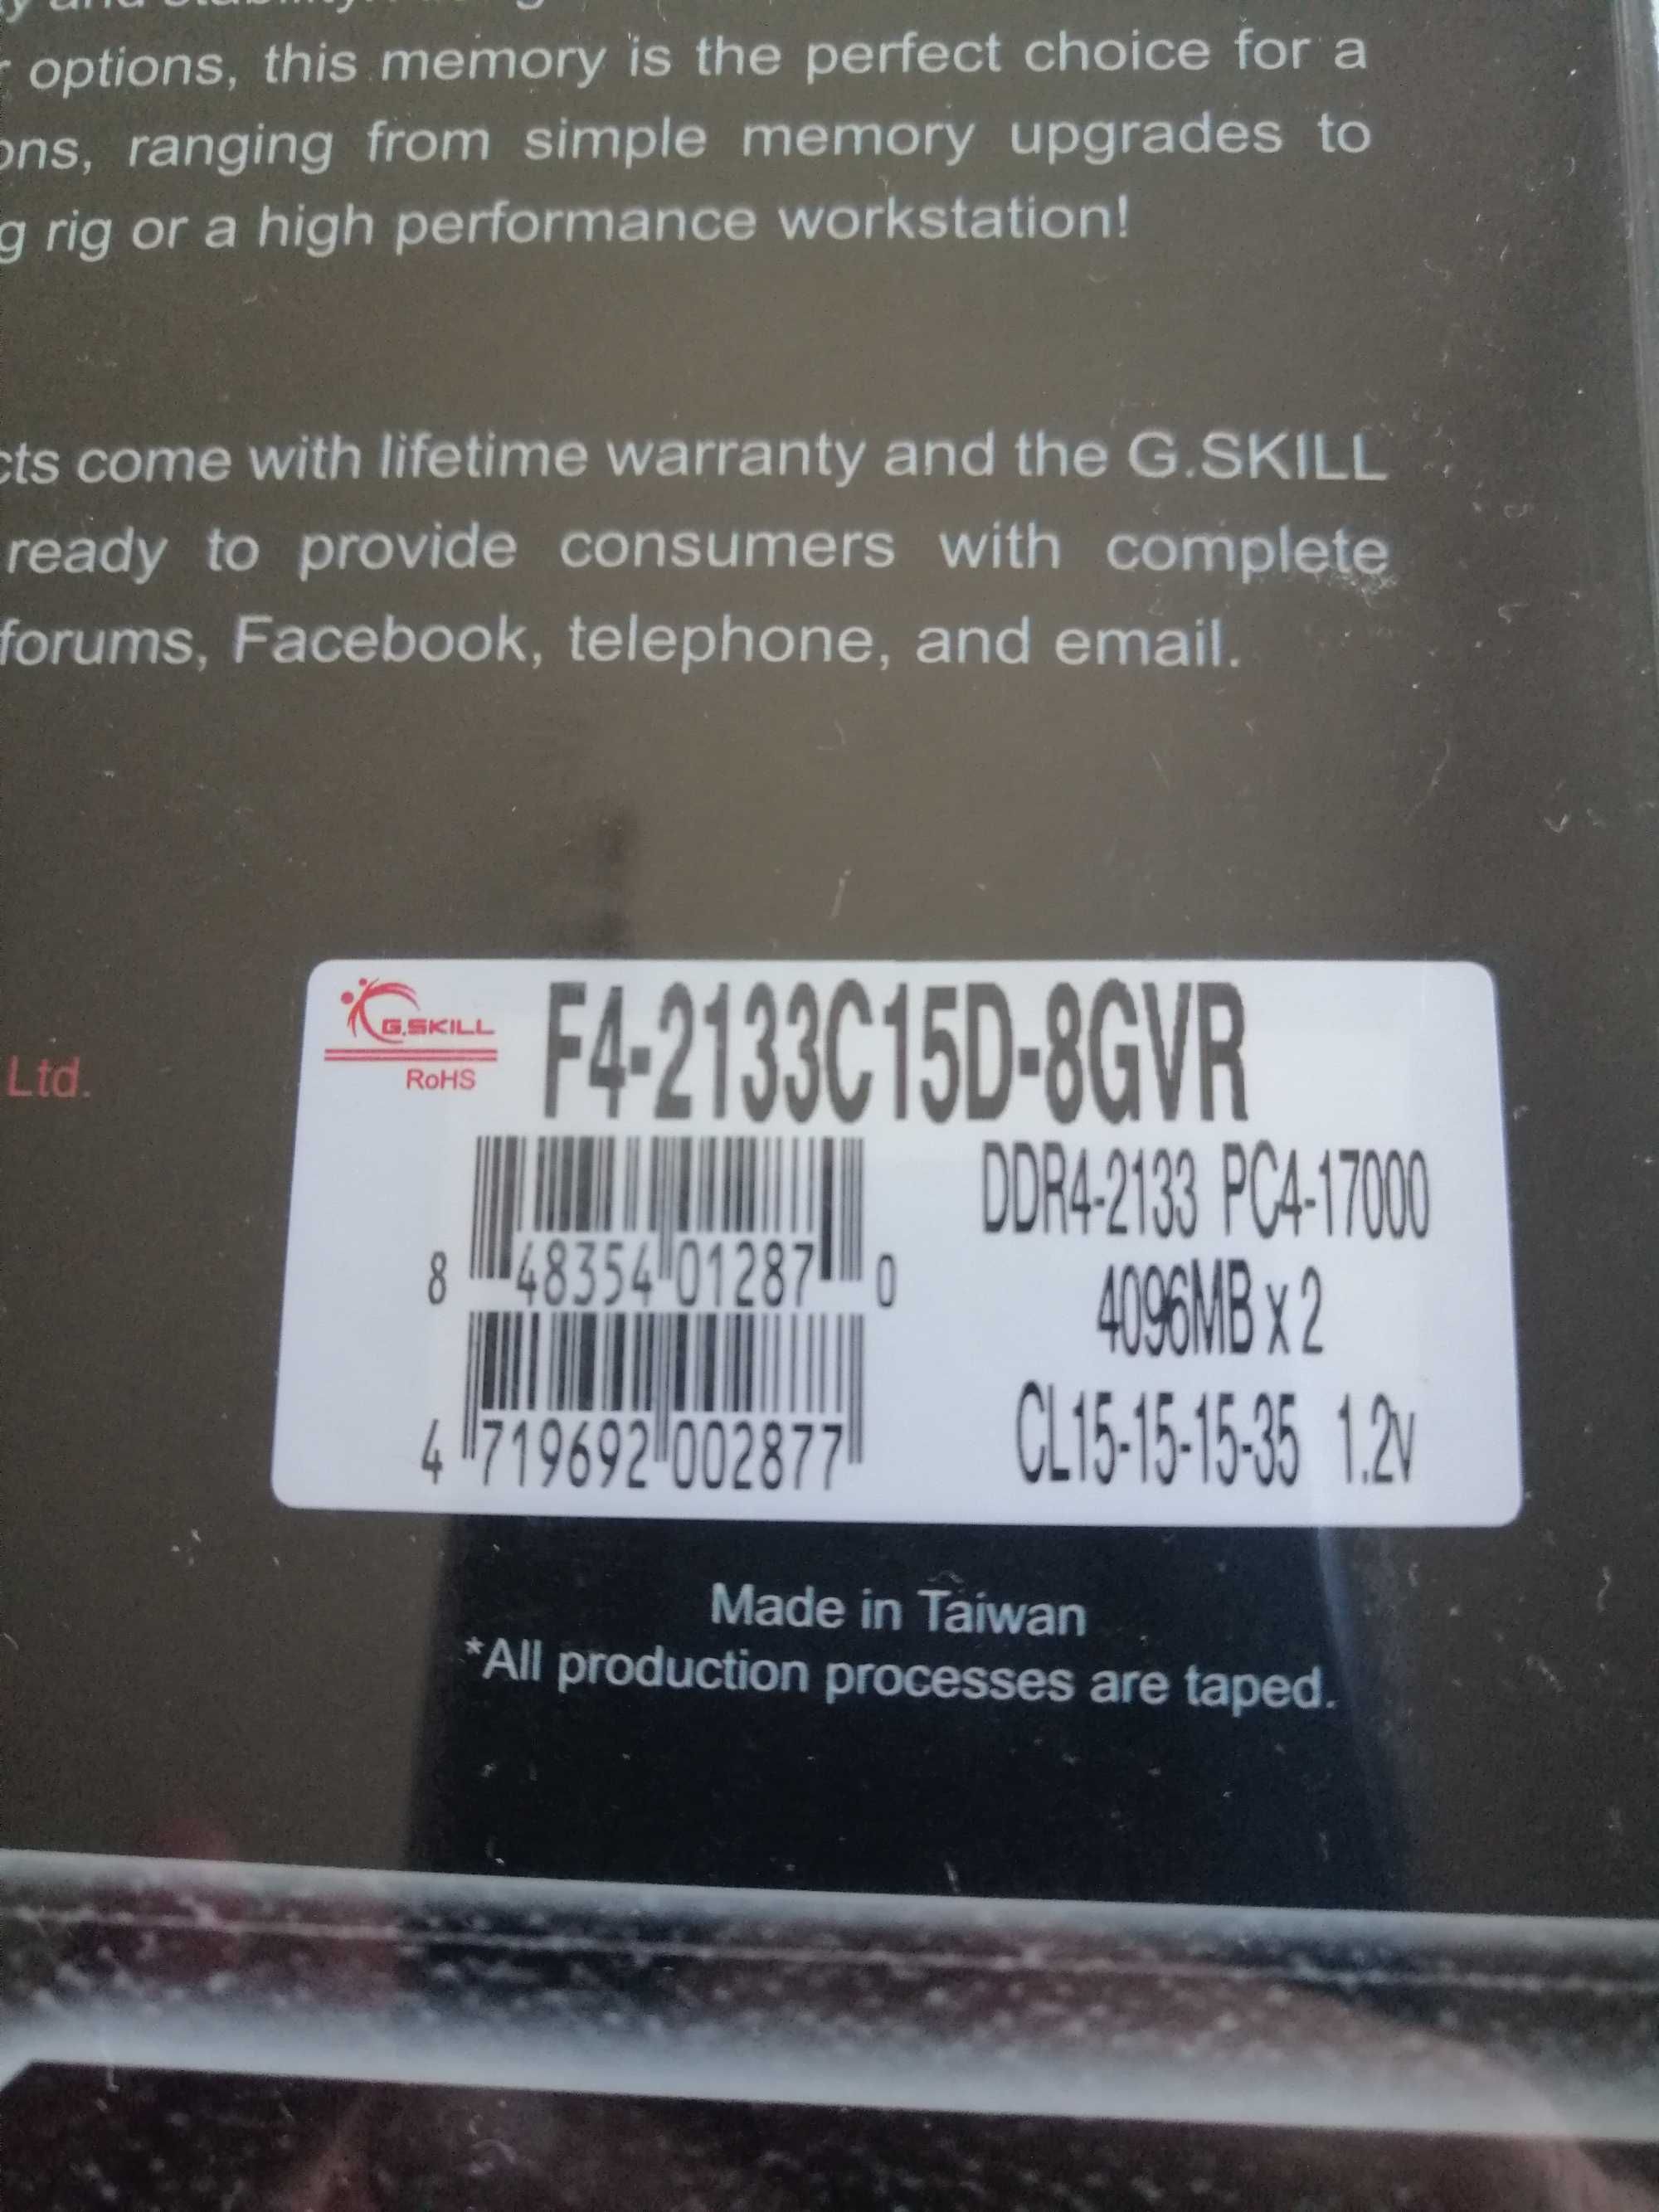 options, this memory is the perfect choice for a
ons, ranging from simple memory upgrades to
g rig or a high performance workstation!
cts come with lifetime warranty and the G.SKILL
ready to provide consumers with complete
forums, Facebook, telephone, and email.
Ltd.
G.SKILL
RoHS
F4-2133C15D-8GVR
8 48354 01287 0
DDR4-2133 PC4-17000
4096MB x 2
4 719692 002877
CL15-15-15-35 1.2v
Made in Taiwan
*All production processes are taped.